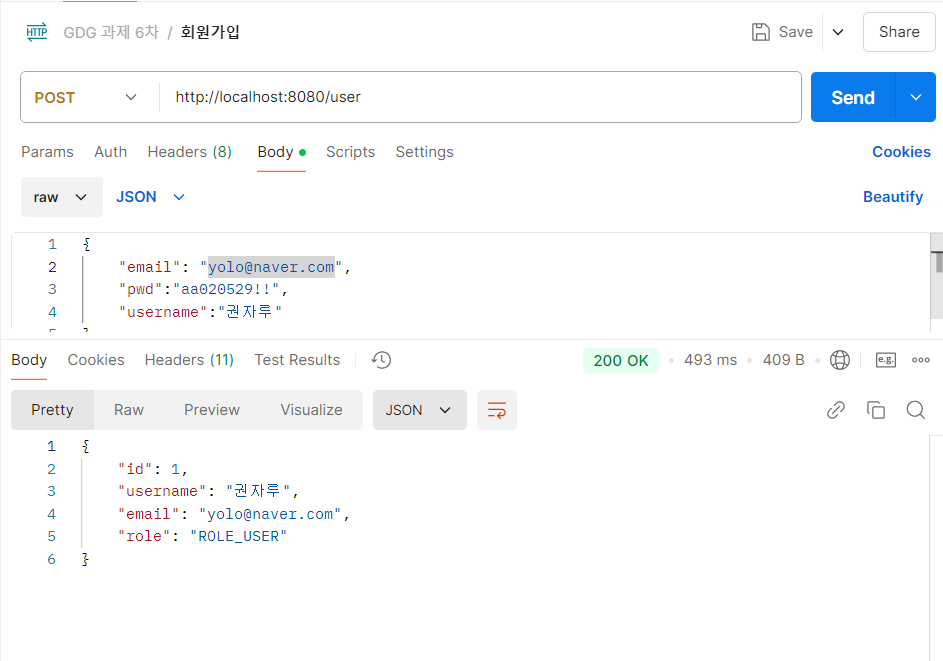 HTTP GDG 과제 6차 / 회원가입 Save Share
POST http://localhost:8080/user Send
Params Auth Headers (8) Body Scripts Settings Cookies
raw JSON Beautify
1 {
2 "email": "yolo@naver.com",
3 "pwd":"aa020529!!",
4 "username":"권자루"
Body Cookies Headers (11) Test Results 200 OK 493 ms 409 B e.g.
Pretty Raw Preview Visualize JSON
1 {
2 "id": 1,
3 "username": "권자루",
4 "email": "yolo@naver.com",
5 "role": "ROLE_USER"
6 }